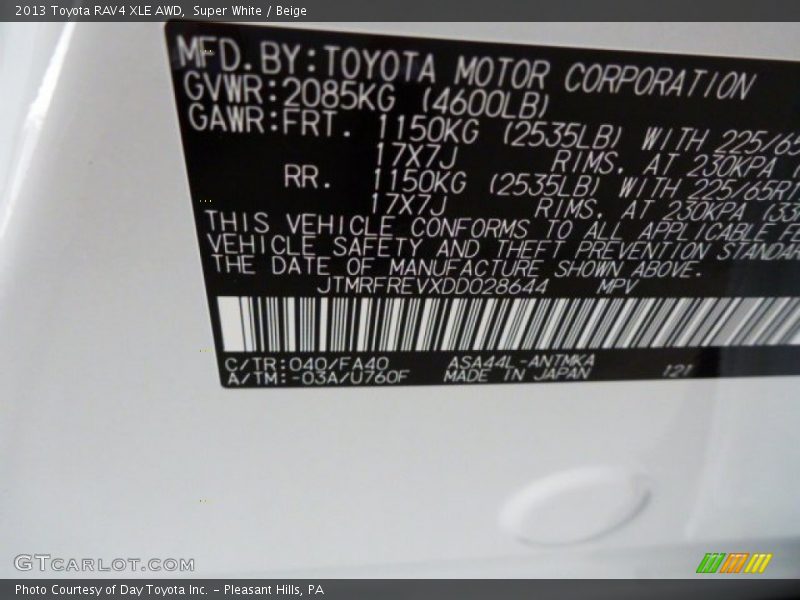 2013 Toyota RAV4 XLE AWD, Super White / Beige
MFD. BY: TOYOTA MOTOR CORPORATION
GVWR: 2085KG (4600LB)
GAWR: FRT. 1150KG (2535LB) WITH 225/65
17X7J RIMS, AT 230KPA
RR. 1150KG (2535LB) WITH 225/65R1
17X7J RIMS, AT 230KPA (33
THIS VEHICLE CONFORMS TO ALL APPLICABLE FE
VEHICLE SAFETY AND THEFT PREVENTION STANDAR
THE DATE OF MANUFACTURE SHOWN ABOVE.
JTMRFREVXDD028644 MPV
C/TR: 040/FA40 ASA44L-ANTMKA
A/TM: -03A/U760F MADE IN JAPAN 121
GTCARLOT.COM
Photo Courtesy of Day Toyota Inc. - Pleasant Hills, PA